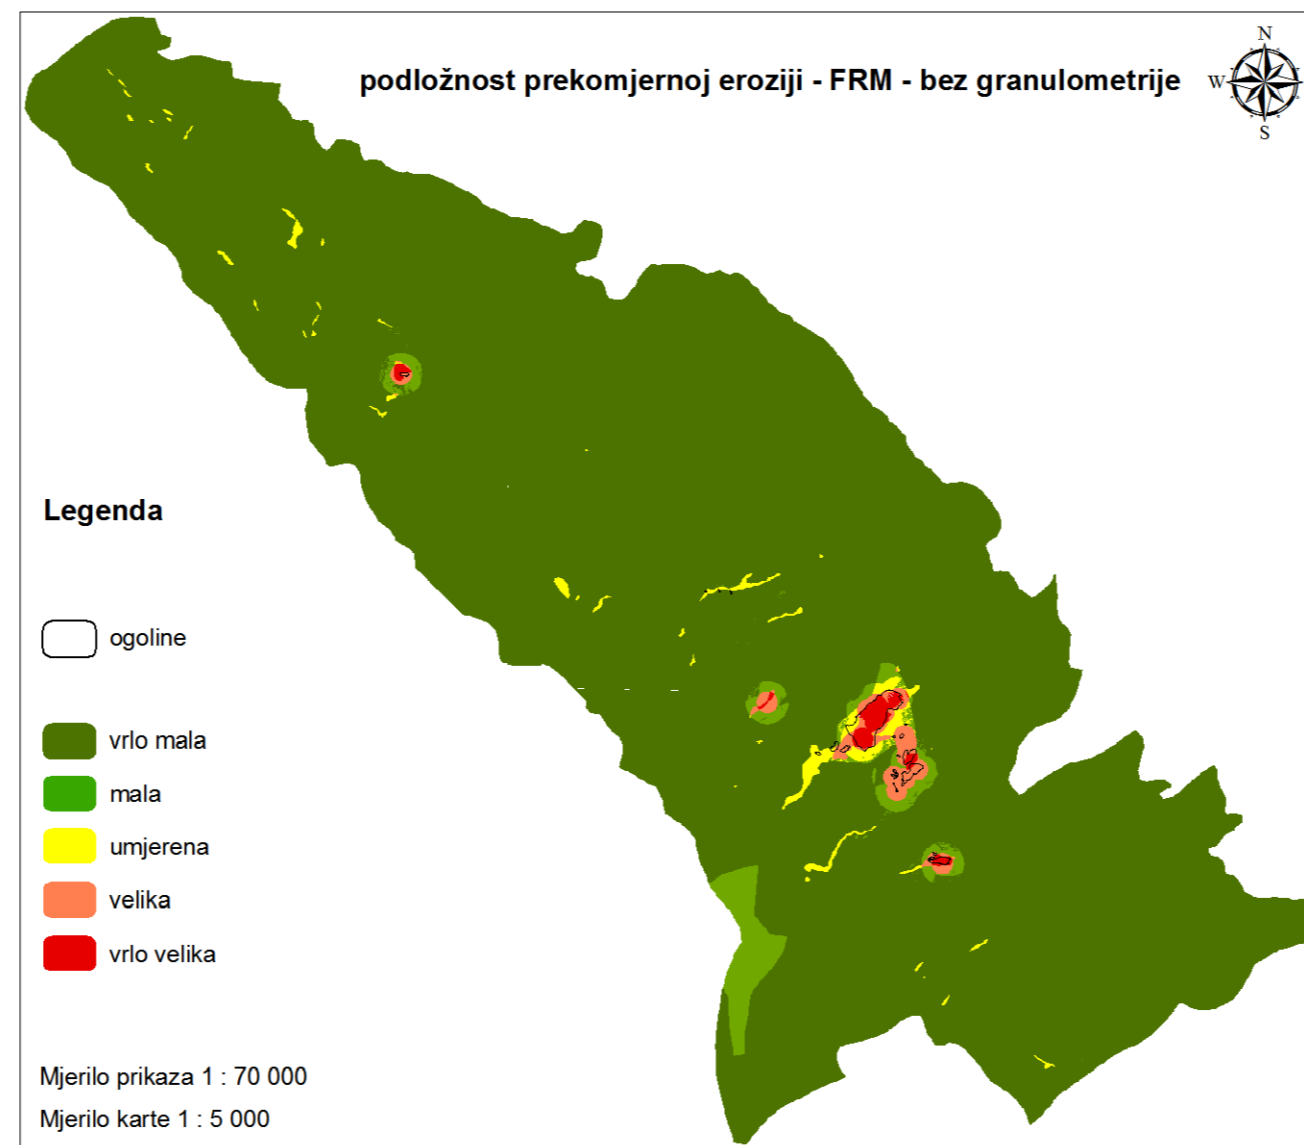 podložnost prekomjernoj eroziji - FRM - bez granulometrije
N
W
S
Legenda
ogoline
vrlo mala
mala
umjerena
velika
vrlo velika
Mjerilo prikaza 1 : 70 000
Mjerilo karte 1 : 5 000